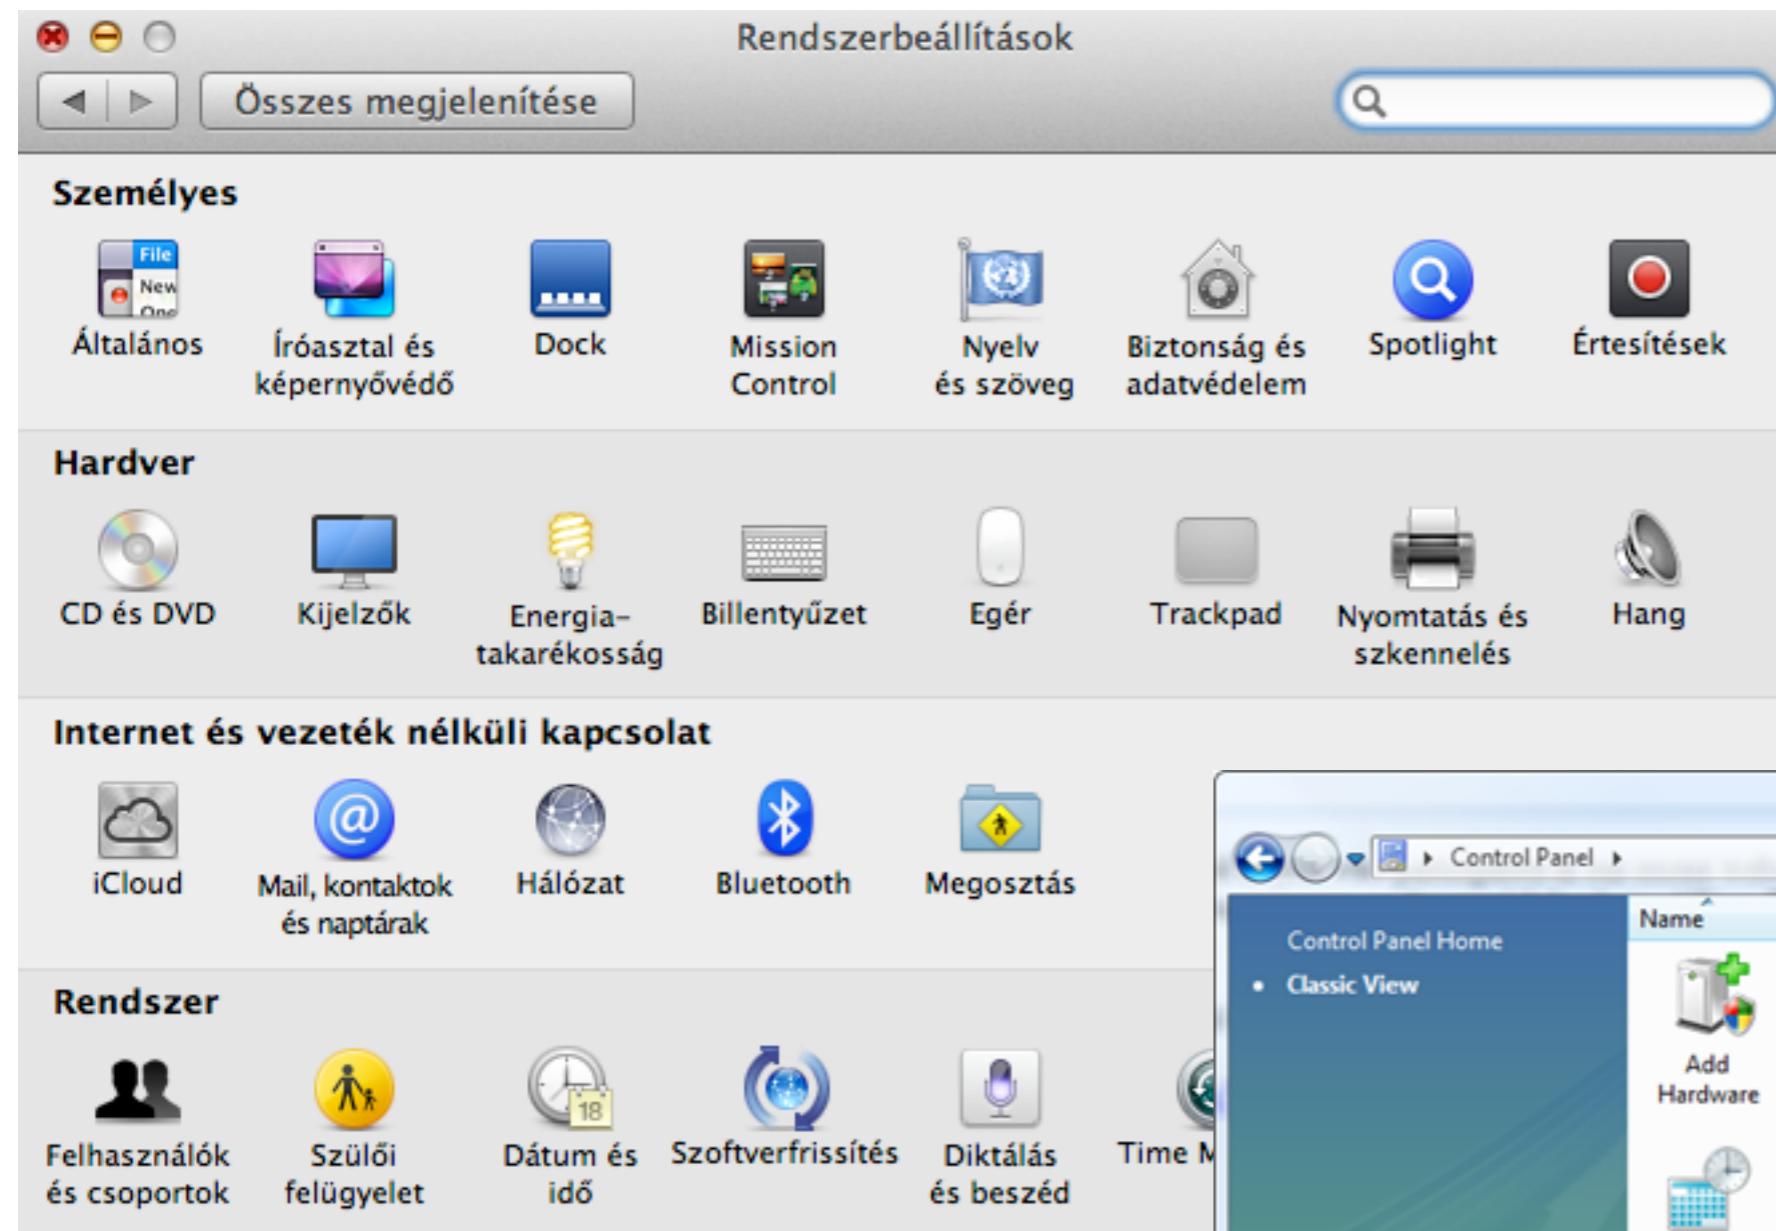 Rendszerbeállítások
Összes megjelenítése
Személyes
File
New
One
Általános
Íróasztal és
képernyővédő
Dock
Mission
Control
Nyelv
és szöveg
Biztonság és
adatvédelem
Spotlight
Értesítések
Hardver
CD és DVD
Kijelzők
Energia–
takarékosság
Billentyűzet
Egér
Trackpad
Nyomtatás és
szkennelés
Hang
Internet és vezeték nélküli kapcsolat
iCloud
@
Mail, kontaktok
és naptárak
Hálózat
Bluetooth
Megosztás
Rendszer
Felhasználók
és csoportok
Szülői
felügyelet
18
Dátum és
idő
Szoftverfrissítés
Diktálás
és beszéd
Time M
Control Panel
Control Panel Home
• Classic View
Name
Add
Hardware